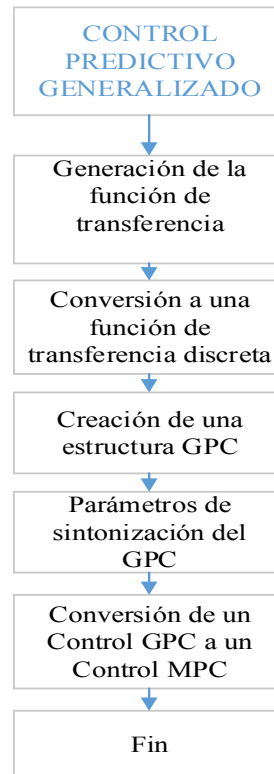 CONTROL
PREDICTIVO
GENERALIZADO
Generación de la
función de
transferencia
Conversión a una
función de
transferencia discreta
Creación de una
estructura GPC
Parámetros de
sintonización del
GPC
Conversión de un
Control GPC a un
Control MPC
Fin